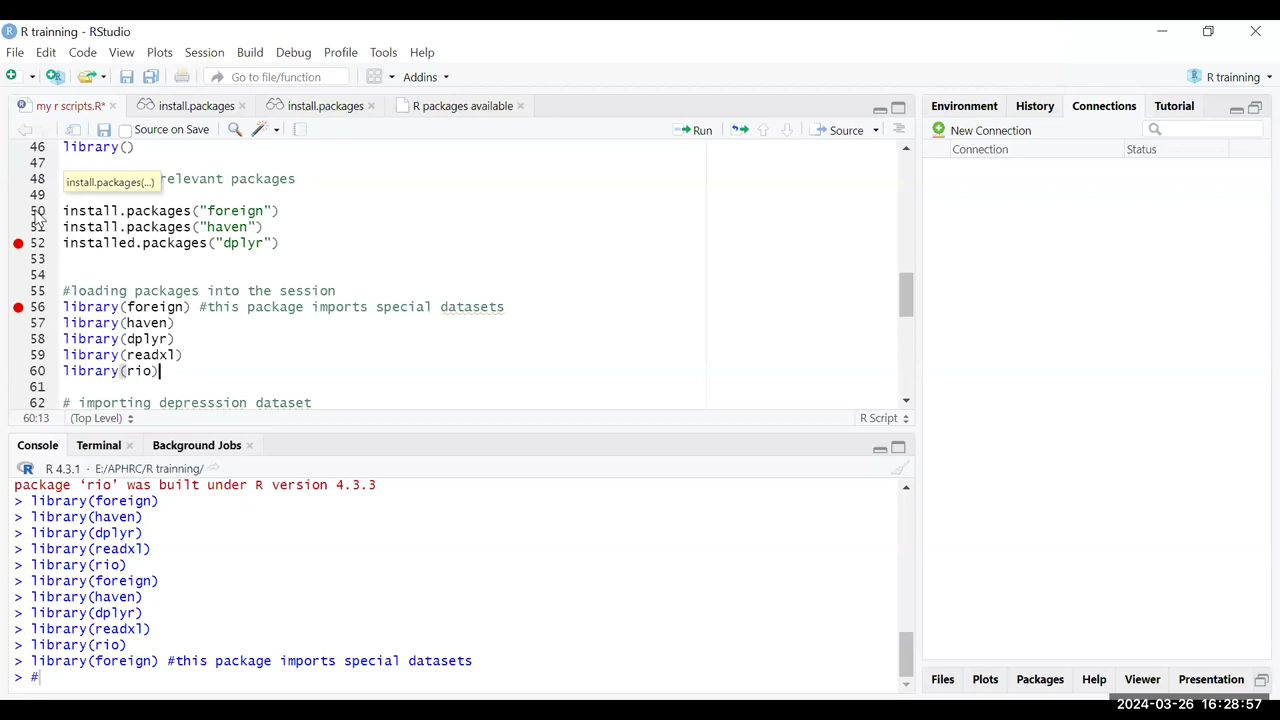 R trainning - RStudio
File Edit Code View Plots Session Build Debug Profile Tools Help
Go to file/function Addins R trainning
my r scripts.R* install.packages install.packages R packages available
Source on Save Run Source
46 library()
47
48 relevant packages
install.packages(...)
49
50 install.packages("foreign")
51 install.packages("haven")
52 installed.packages("dplyr")
53
54
55 #loading packages into the session
56 library(foreign) #this package imports special datasets
57 library(haven)
58 library(dplyr)
59 library(readxl)
60 library(rio)
61
62 # importing depresssion dataset
60:13 (Top Level) R Script
Console Terminal Background Jobs
R 4.3.1 · E:/APHRC/R trainning/
package ‘rio’ was built under R version 4.3.3
> library(foreign)
> library(haven)
> library(dplyr)
> library(readxl)
> library(rio)
> library(foreign)
> library(haven)
> library(dplyr)
> library(readxl)
> library(rio)
> library(foreign) #this package imports special datasets
> #
Environment History Connections Tutorial
New Connection
Connection Status
Files Plots Packages Help Viewer Presentation
2024-03-26 16:28:57